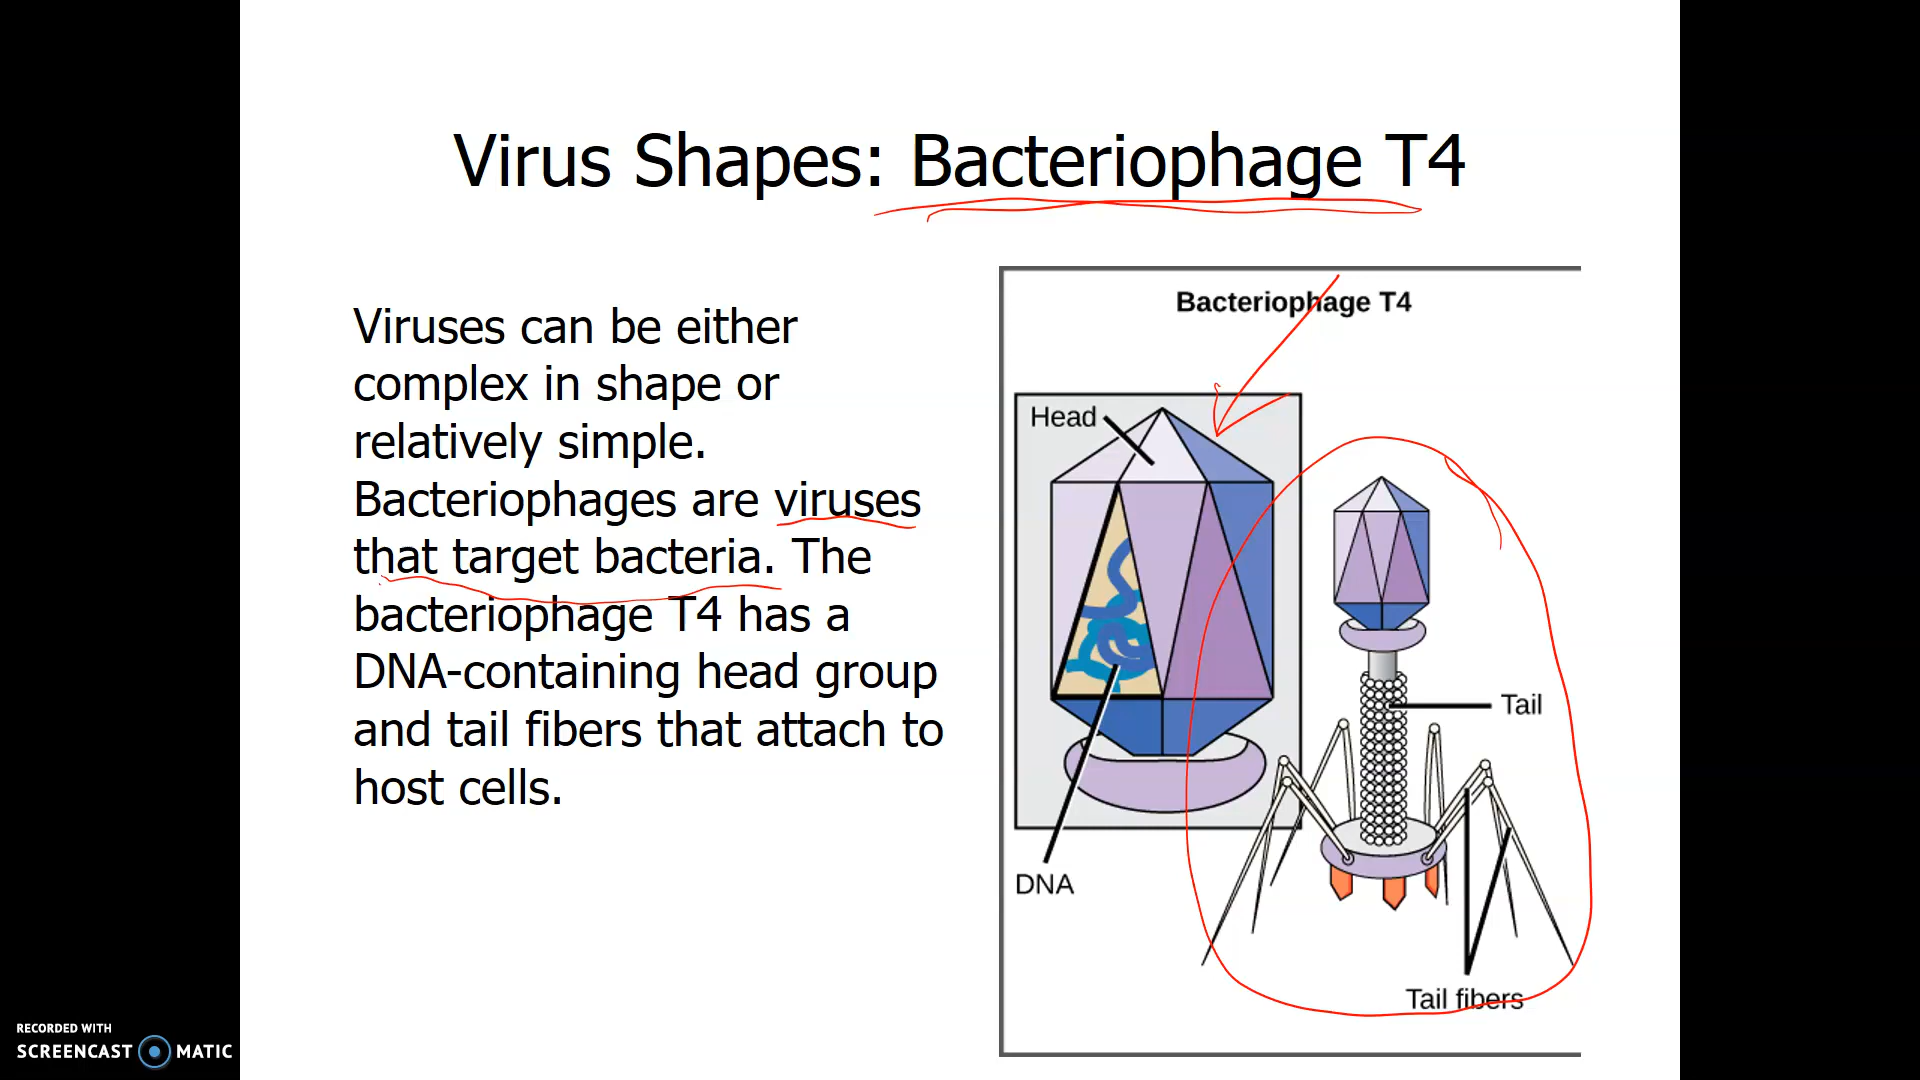 Virus Shapes: Bacteriophage T4
Viruses can be either
complex in shape or
relatively simple.
Bacteriophages are viruses
that target bacteria. The
bacteriophage T4 has a
DNA-containing head group
and tail fibers that attach to
host cells.
Bacteriophage T4
Head
Tail
DNA
Tail fibers
RECORDED WITH
SCREENCAST MATIC